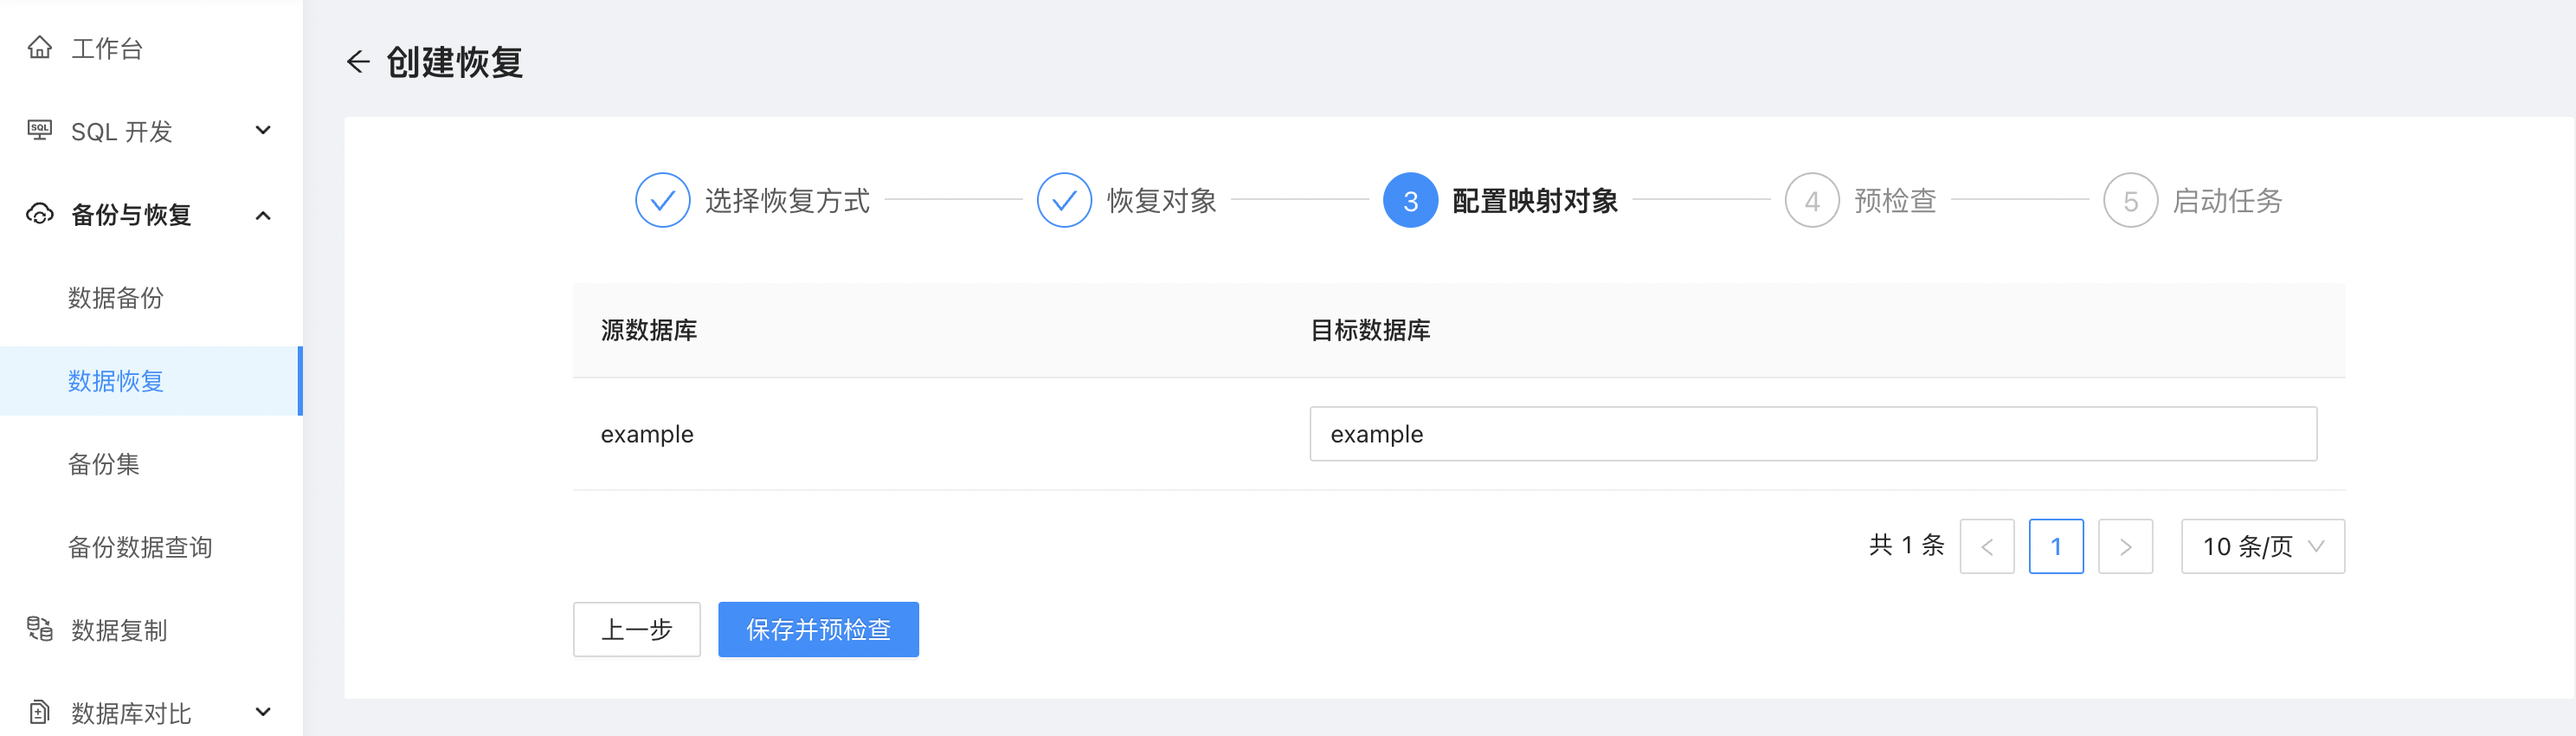 工作台
SQL 开发
备份与恢复
数据备份
数据恢复
备份集
备份数据查询
数据复制
数据库对比
创建恢复
选择恢复方式
恢复对象
3 配置映射对象
4 预检查
5 启动任务
源数据库 目标数据库
example example
共 1 条 < 1 > 10 条/页
上一步 保存并预检查